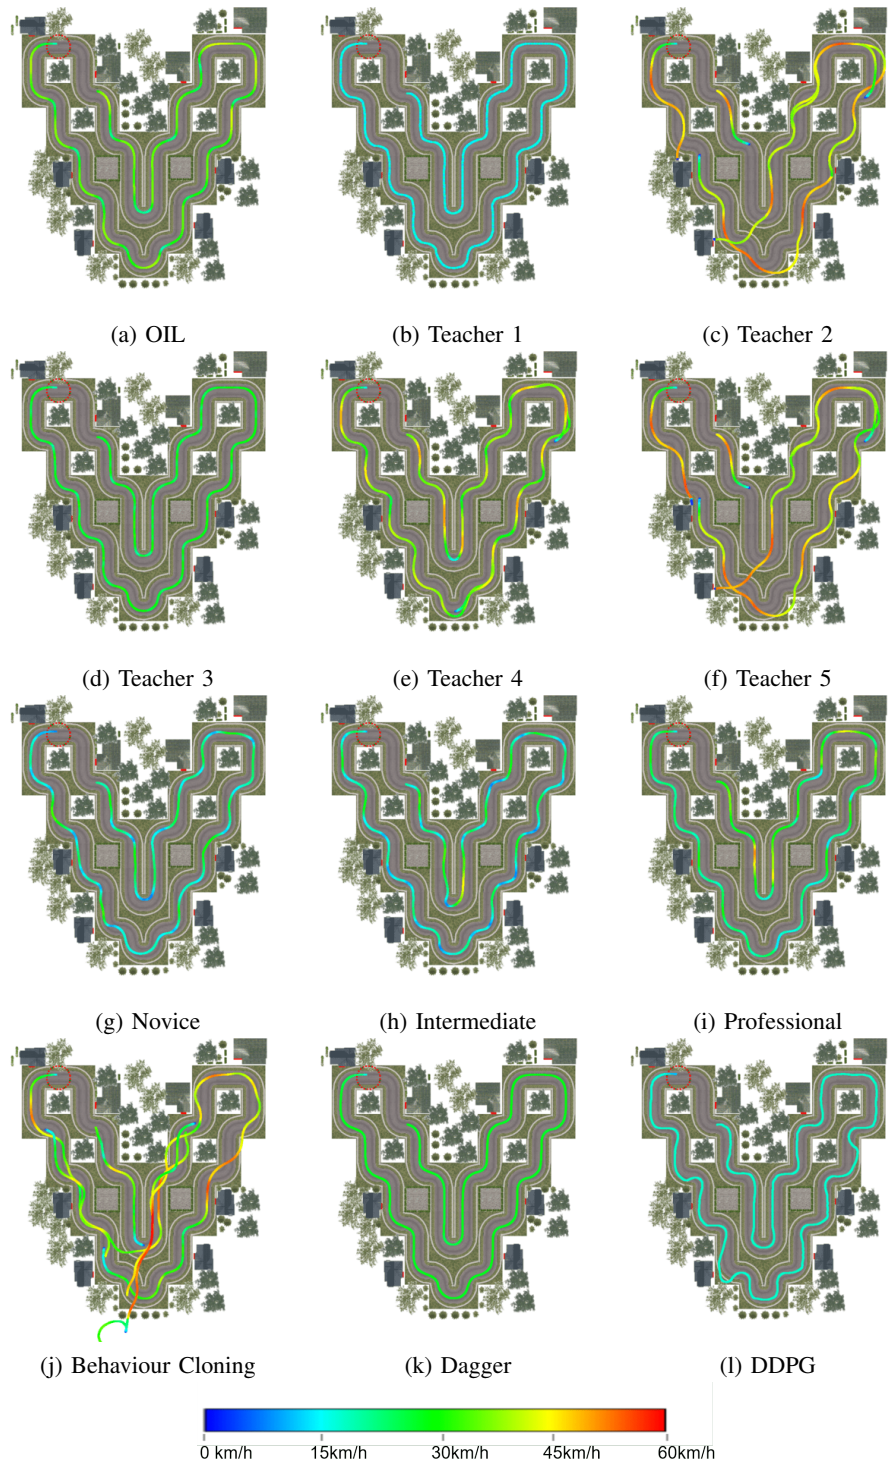 (a) OIL
(b) Teacher 1
(c) Teacher 2
(d) Teacher 3
(e) Teacher 4
(f) Teacher 5
(g) Novice
(h) Intermediate
(i) Professional
(j) Behaviour Cloning
(k) Dagger
(l) DDPG
0 km/h 15km/h 30km/h 45km/h 60km/h